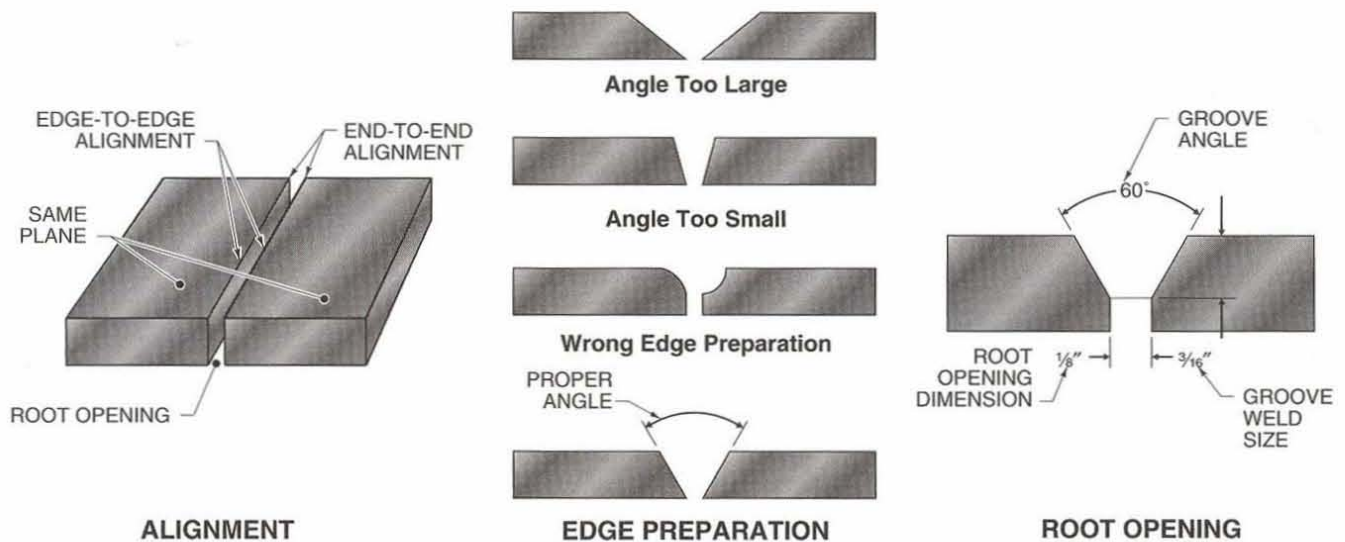 EDGE-TO-EDGE
ALIGNMENT
END-TO-END
ALIGNMENT
SAME
PLANE
ROOT OPENING
ALIGNMENT
Angle Too Large
Angle Too Small
Wrong Edge Preparation
PROPER
ANGLE
EDGE PREPARATION
GROOVE
ANGLE
60°
ROOT
OPENING
DIMENSION
1/8"
3/16"
GROOVE
WELD
SIZE
ROOT OPENING